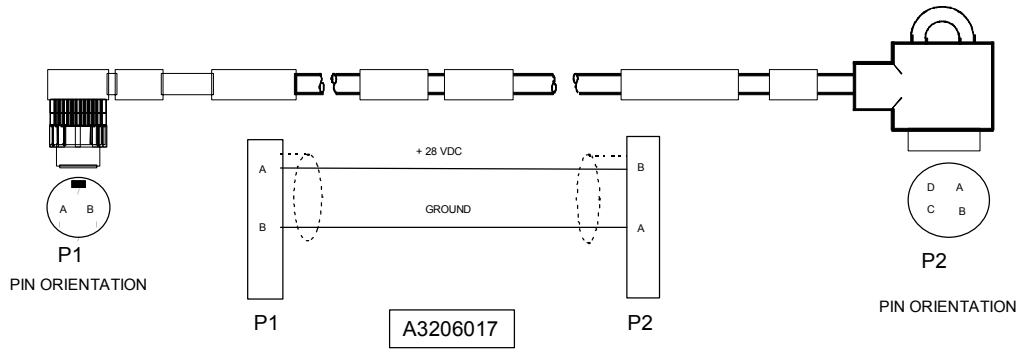 + 28 VDC
A B
GROUND
A B
B A
D A
C B
P1
P2
PIN ORIENTATION
PIN ORIENTATION
P1
A3206017
P2